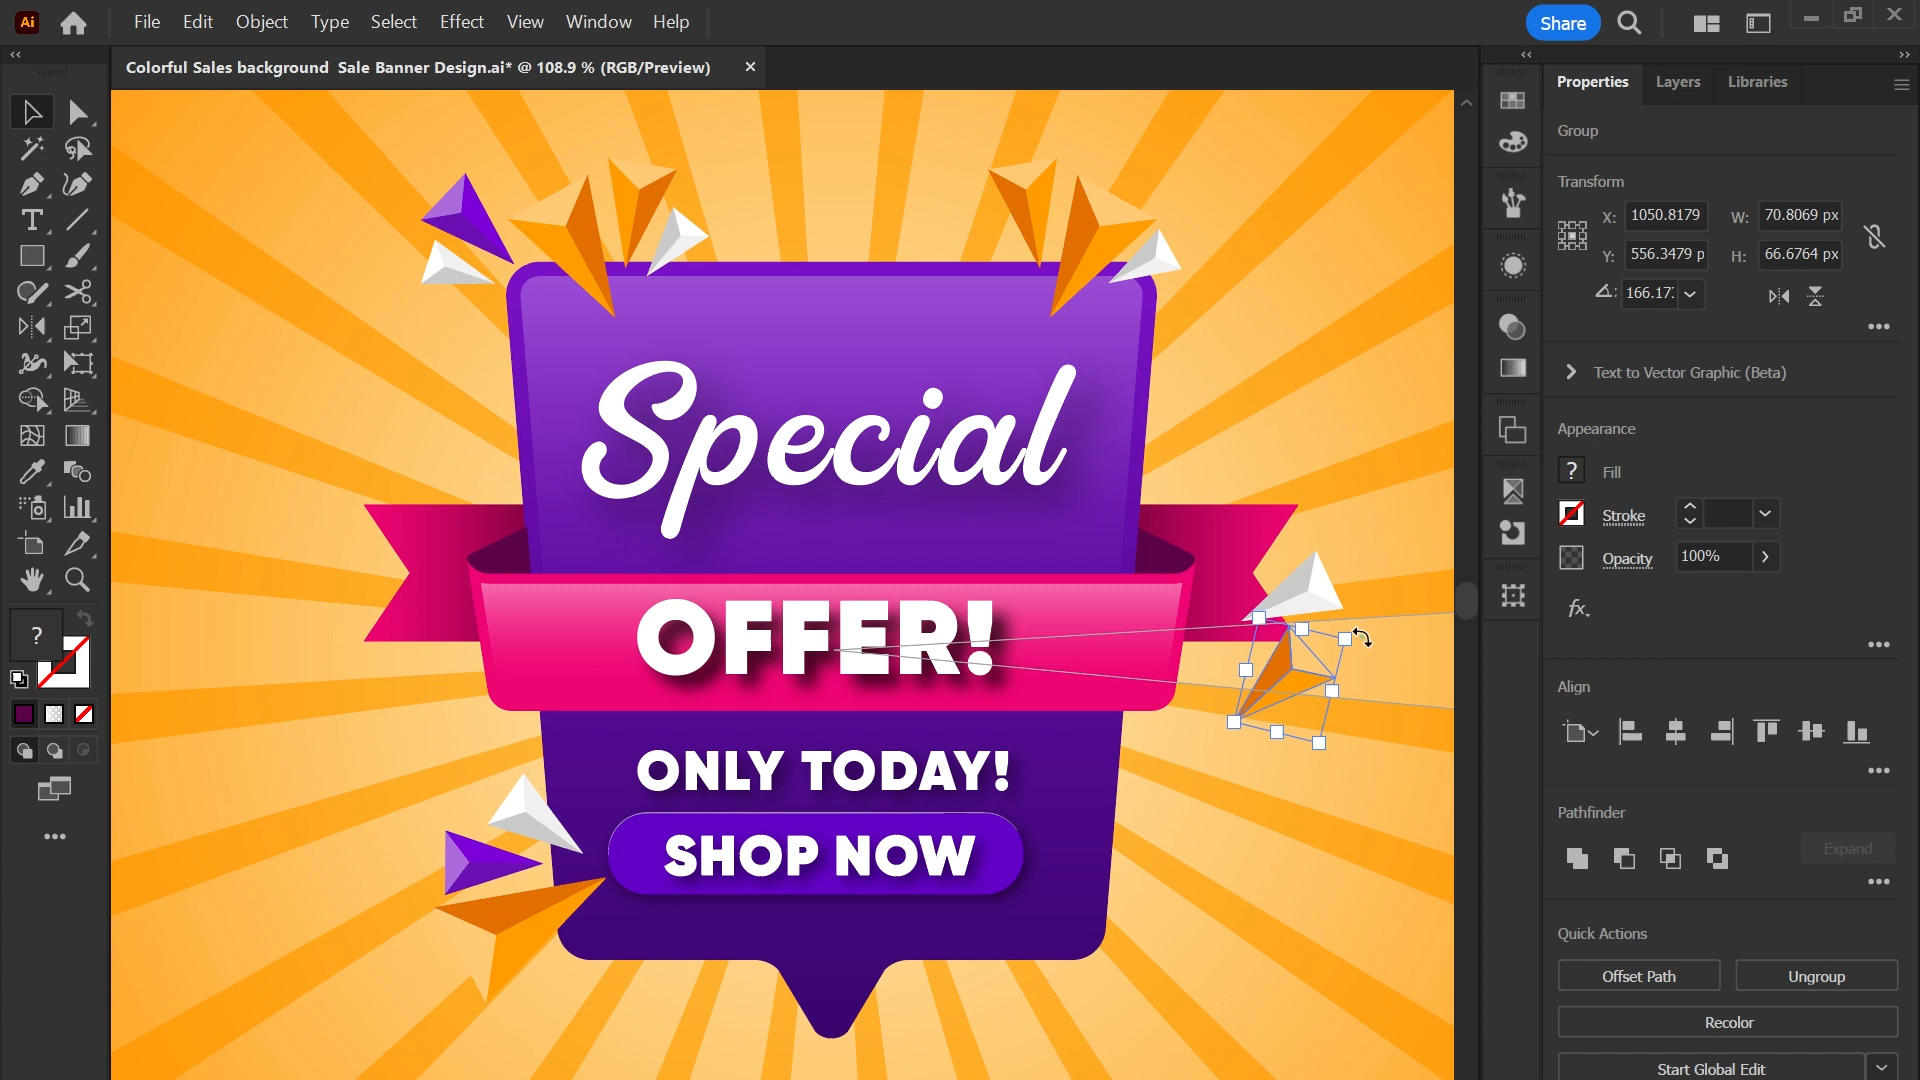 Ai File Edit Object Type Select Effect View Window Help Share
Colorful Sales background Sale Banner Design.ai* @ 108.9 % (RGB/Preview)
Properties Layers Libraries
Group
Transform
X: 1050.8179 W: 70.8069 px
Y: 556.3479 p H: 66.6764 px
166.17
Text to Vector Graphic (Beta)
Appearance
? Fill
Stroke
Opacity 100%
fx
Align
Pathfinder
Expand
Quick Actions
Offset Path Ungroup
Recolor
Start Global Edit
?
Special
OFFER!
ONLY TODAY!
SHOP NOW